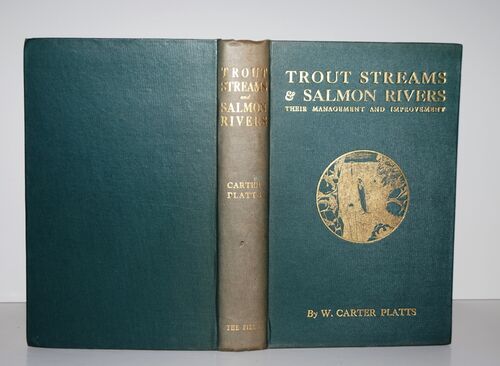 TROUT
STREAMS
and
SALMON
RIVERS
CARTER
PLATTS
THE
TROUT STREAMS
& SALMON RIVERS
THEIR MANAGEMENT AND IMPROVEMENT
By W. CARTER PLATTS